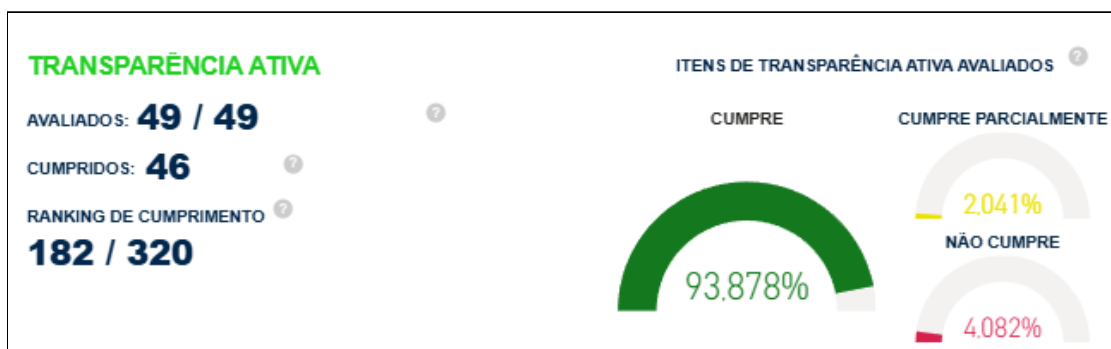 TRANSPARÊNCIA ATIVA
AVALIADOS: 49 / 49
CUMPRIDOS: 46
RANKING DE CUMPRIMENTO
182 / 320
ITENS DE TRANSPARÊNCIA ATIVA AVALIADOS
CUMPRE
93,878%
CUMPRE PARCIALMENTE
2,041%
NÃO CUMPRE
4,082%